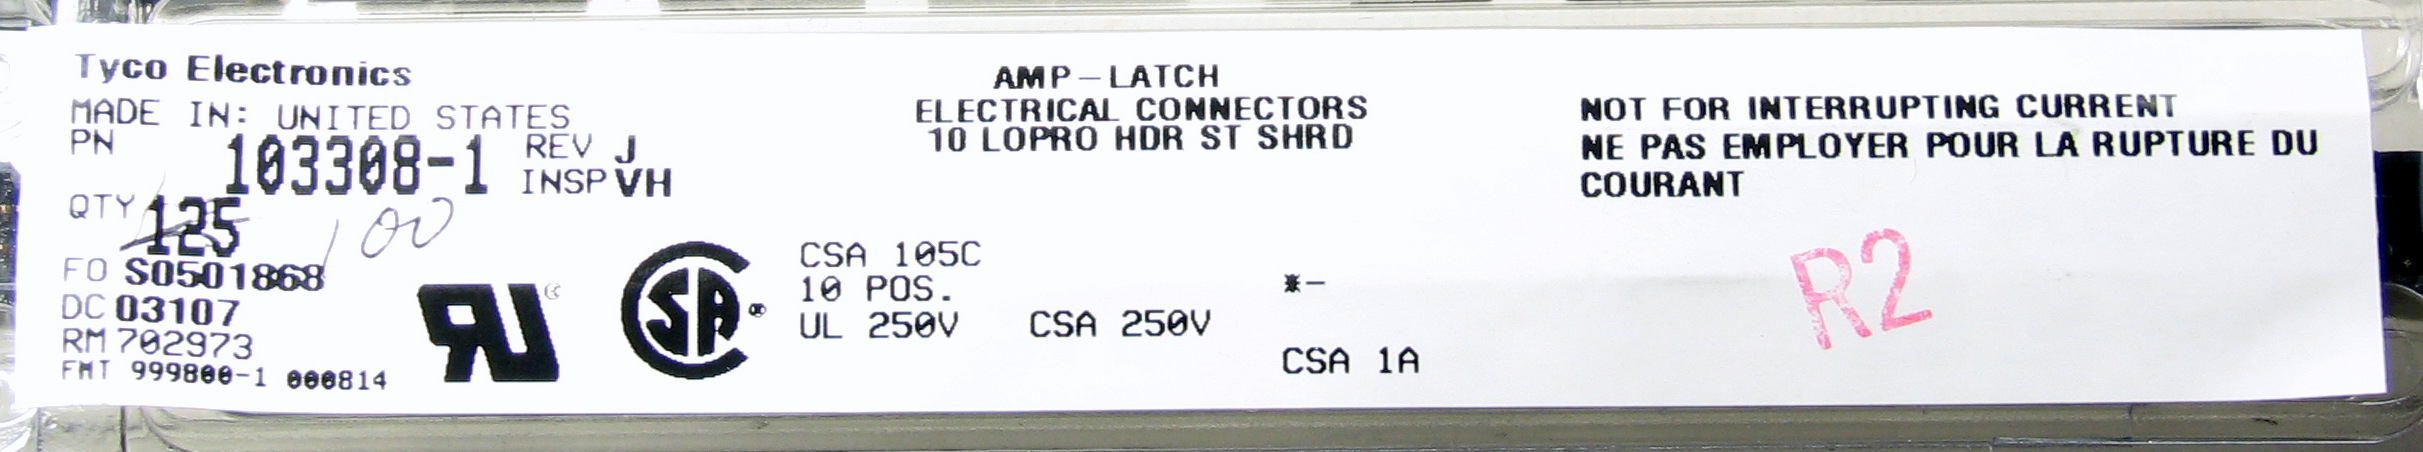 Tyco Electronics
MADE IN: UNITED STATES
PN 103308-1 REV J
INSP VH
QTY 125 100
FO S0501868
DC 03107
RM 702973
FMT 999800-1 000814
RU®
SA®
AMP-LATCH
ELECTRICAL CONNECTORS
10 LOPRO HDR ST SHRD
CSA 105C
10 POS.
UL 250V CSA 250V
*-
CSA 1A
NOT FOR INTERRUPTING CURRENT
NE PAS EMPLOYER POUR LA RUPTURE DU
COURANT
R2